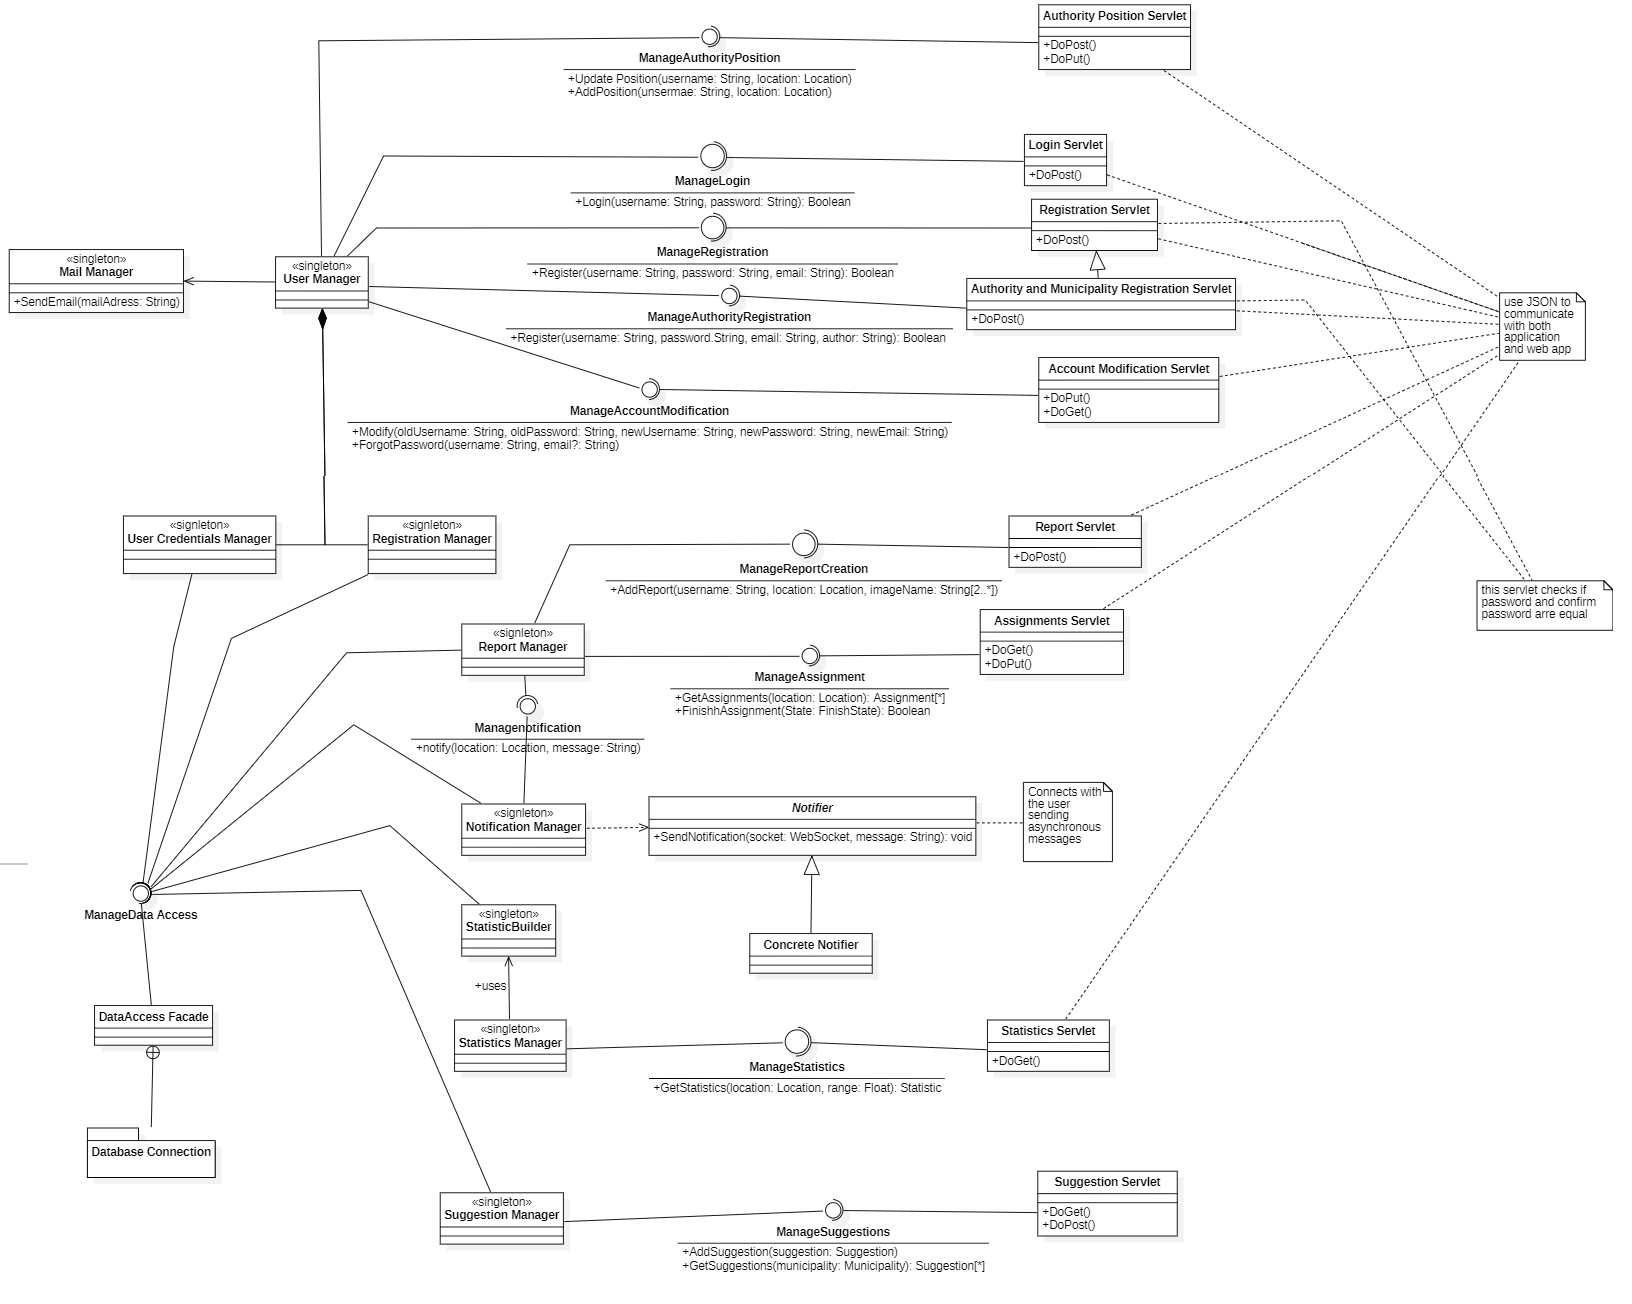 Authority Position Servlet
+DoPost()
+DoPut()
ManageAuthorityPosition
+Update Position(username: String, location: Location)
+AddPosition(unsermae: String, location: Location)
Login Servlet
+DoPost()
ManageLogin
+Login(username: String, password: String): Boolean
Registration Servlet
+DoPost()
ManageRegistration
+Register(username: String, password: String, email: String): Boolean
«singleton»
Mail Manager
+SendEmail(mailAdress: String)
«singleton»
User Manager
Authority and Municipality Registration Servlet
+DoPost()
ManageAuthorityRegistration
+Register(username: String, password.String, email: String, author: String): Boolean
use JSON to
communicate
with both
application
and web app
Account Modification Servlet
+DoPut()
+DoGet()
ManageAccountModification
+Modify(oldUsername: String, oldPassword: String, newUsername: String, newPassword: String, newEmail: String)
+ForgotPassword(username: String, email?: String)
«signleton»
User Credentials Manager
«signleton»
Registration Manager
Report Servlet
+DoPost()
ManageReportCreation
+AddReport(username: String, location: Location, imageName: String[2..*])
this servlet checks if
password and confirm
password arre equal
«signleton»
Report Manager
Assignments Servlet
+DoGet()
+DoPut()
ManageAssignment
+GetAssignments(location: Location): Assignment[*]
+FinishhAssignment(State: FinishState): Boolean
Managenotification
+notify(location: Location, message: String)
«signleton»
Notification Manager
Notifier
+SendNotification(socket: WebSocket, message: String): void
Connects with
the user
sending
asynchronous
messages
ManageData Access
«singleton»
StatisticBuilder
Concrete Notifier
+uses
DataAccess Facade
«singleton»
Statistics Manager
Statistics Servlet
+DoGet()
ManageStatistics
+GetStatistics(location: Location, range: Float): Statistic
Database Connection
«singleton»
Suggestion Manager
Suggestion Servlet
+DoGet()
+DoPost()
ManageSuggestions
+AddSuggestion(suggestion: Suggestion)
+GetSuggestions(municipality: Municipality): Suggestion[*]